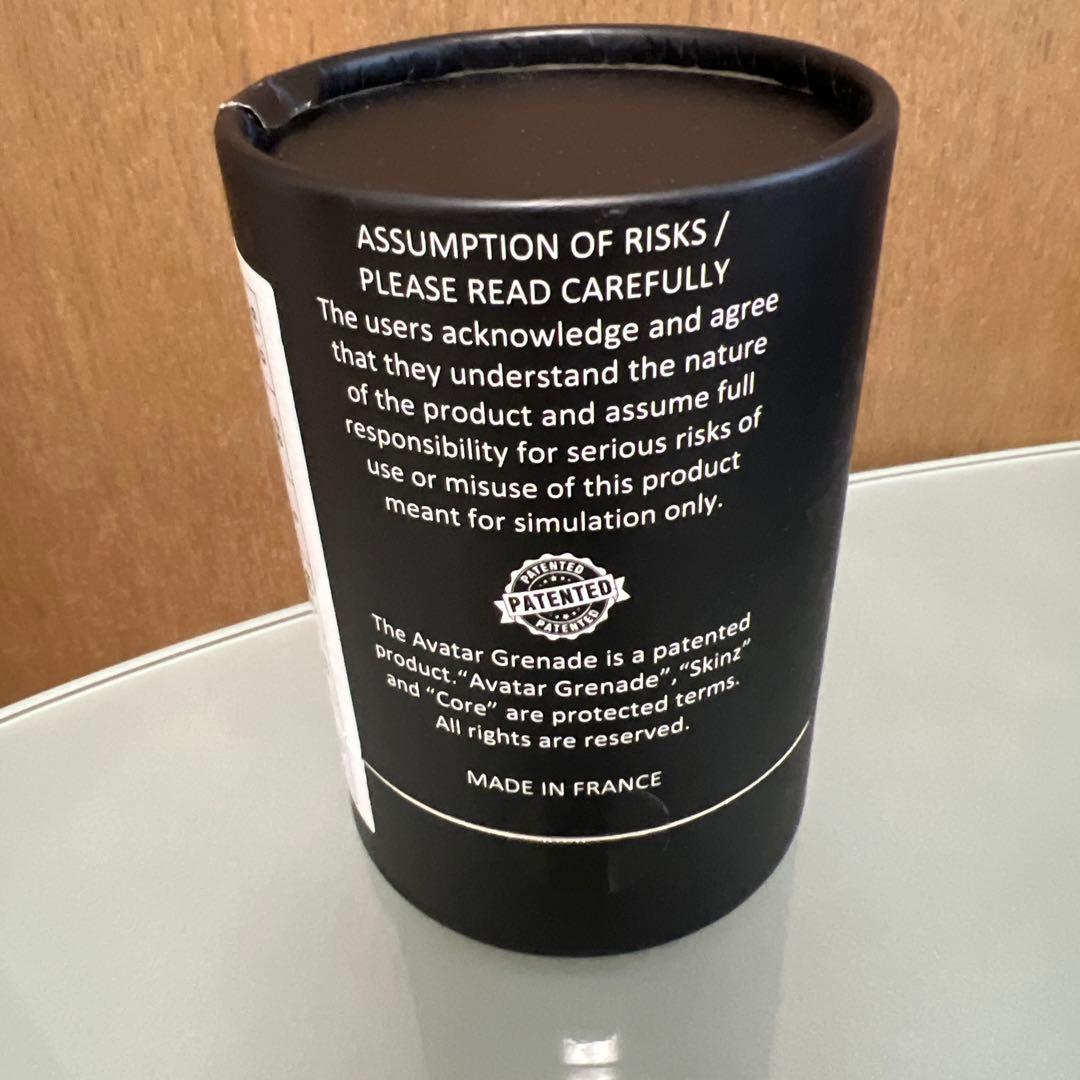 ASSUMPTION OF RISKS /
PLEASE READ CAREFULLY
The users acknowledge and agree
that they understand the nature
of the product and assume full
responsibility for serious risks of
use or misuse of this product
meant for simulation only.
PATENTED
PATENTED
PATENTED
The Avatar Grenade is a patented
product.“Avatar Grenade”,“Skinz”
and “Core” are protected terms.
All rights are reserved.
MADE IN FRANCE